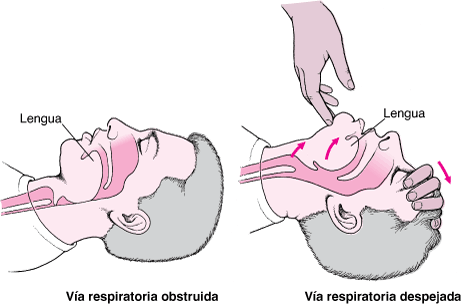 Lengua
Lengua
Vía respiratoria obstruida
Vía respiratoria despejada